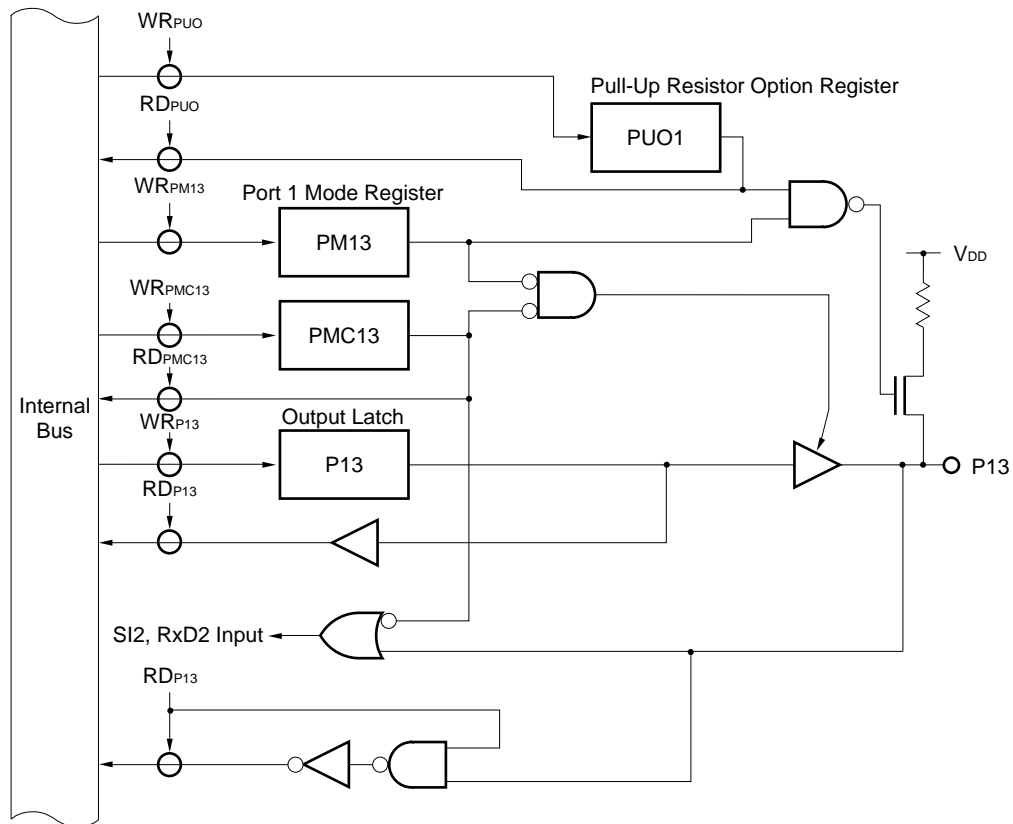 WRPUO
RDPUO
Pull-Up Resistor Option Register
PUO1
WRPM13
Port 1 Mode Register
PM13
VDD
WRPMC13
PMC13
RDPMC13
Internal
Bus
WRP13
Output Latch
P13
P13
RDP13
SI2, RxD2 Input
RDP13